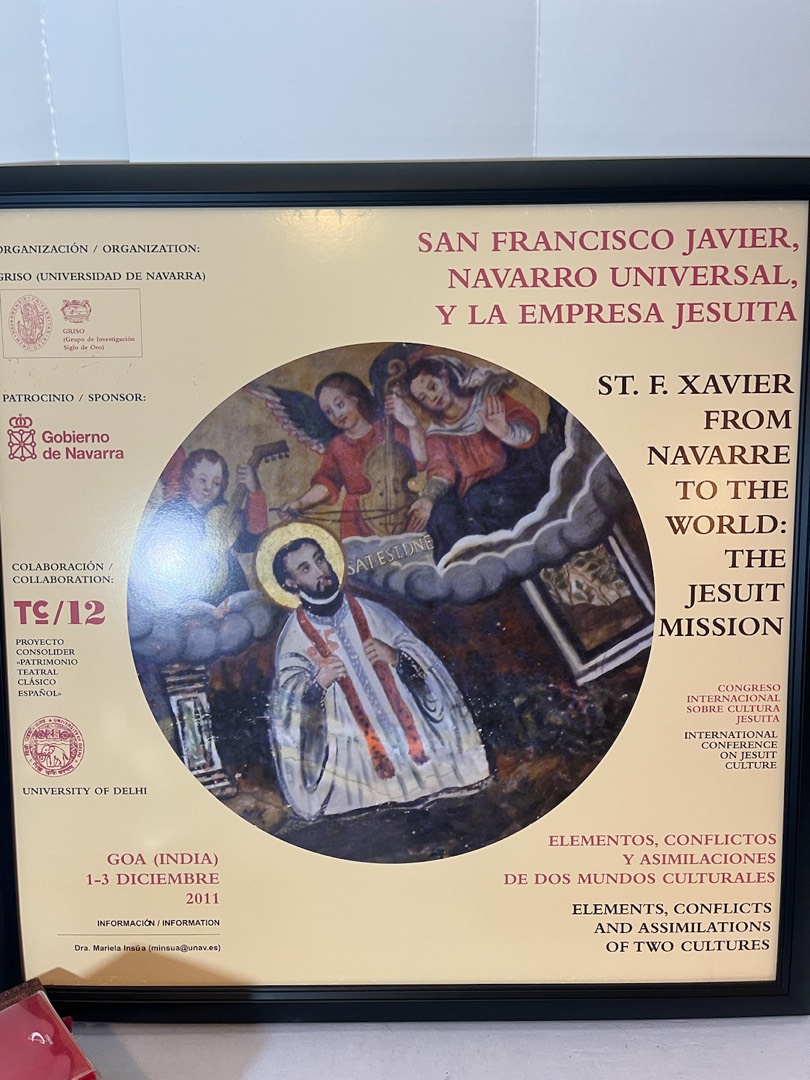 ORGANIZACIÓN / ORGANIZATION:
GRISO (UNIVERSIDAD DE NAVARRA)
GRISO
(Grupo de Investigación
Siglo de Oro)
PATROCINIO / SPONSOR:
Gobierno
de Navarra
COLABORACIÓN /
COLLABORATION:
TC/12
PROYECTO
CONSOLIDER
«PATRIMONIO
TEATRAL
CLÁSICO
ESPAÑOL»
UNIVERSITY OF DELHI
GOA (INDIA)
1-3 DICIEMBRE
2011
INFORMACIÓN / INFORMATION
Dra. Mariela Insúa (minsua@unav.es)
SAN FRANCISCO JAVIER,
NAVARRO UNIVERSAL,
Y LA EMPRESA JESUITA
ST. F. XAVIER
FROM
NAVARRE
TO THE
WORLD:
THE
JESUIT
MISSION
SATESTDNE
CONGRESO
INTERNACIONAL
SOBRE CULTURA
JESUITA
INTERNATIONAL
CONFERENCE
ON JESUIT
CULTURE
ELEMENTOS, CONFLICTOS
Y ASIMILACIONES
DE DOS MUNDOS CULTURALES
ELEMENTS, CONFLICTS
AND ASSIMILATIONS
OF TWO CULTURES